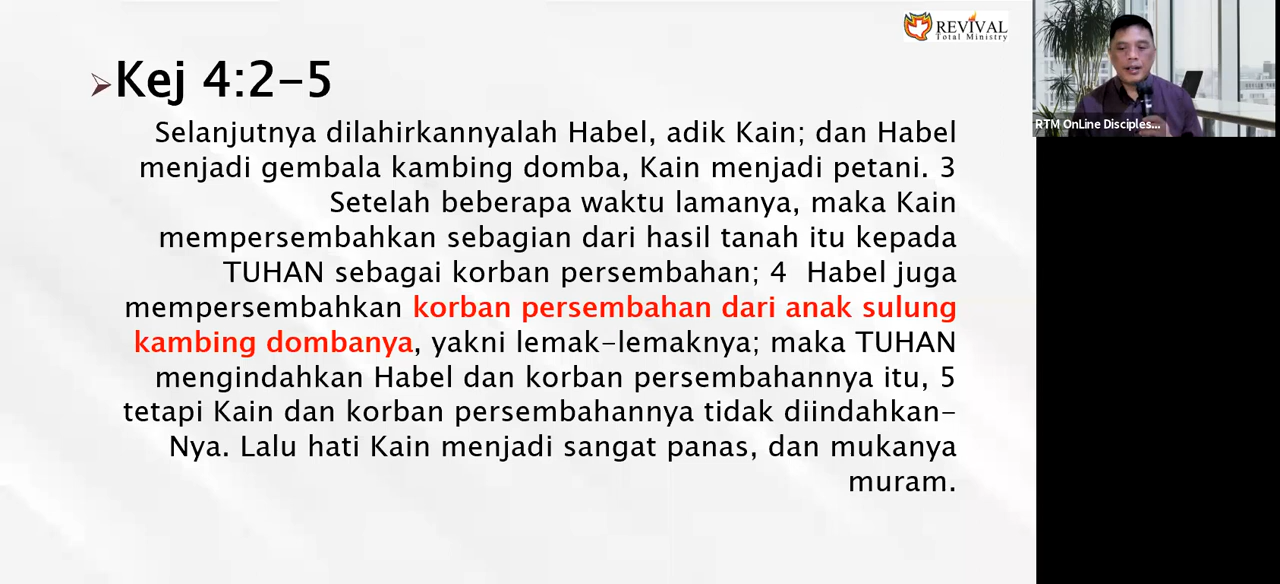 REVIVAL
Total Ministry
Kej 4:2-5
Selanjutnya dilahirkannyalah Habel, adik Kain; dan Habel
menjadi gembala kambing domba, Kain menjadi petani. 3
Setelah beberapa waktu lamanya, maka Kain
mempersembahkan sebagian dari hasil tanah itu kepada
TUHAN sebagai korban persembahan; 4 Habel juga
mempersembahkan korban persembahan dari anak sulung
kambing dombanya, yakni lemak-lemaknya; maka TUHAN
mengindahkan Habel dan korban persembahannya itu, 5
tetapi Kain dan korban persembahannya tidak diindahkan-
Nya. Lalu hati Kain menjadi sangat panas, dan mukanya
muram.
RTM OnLine Disciples...